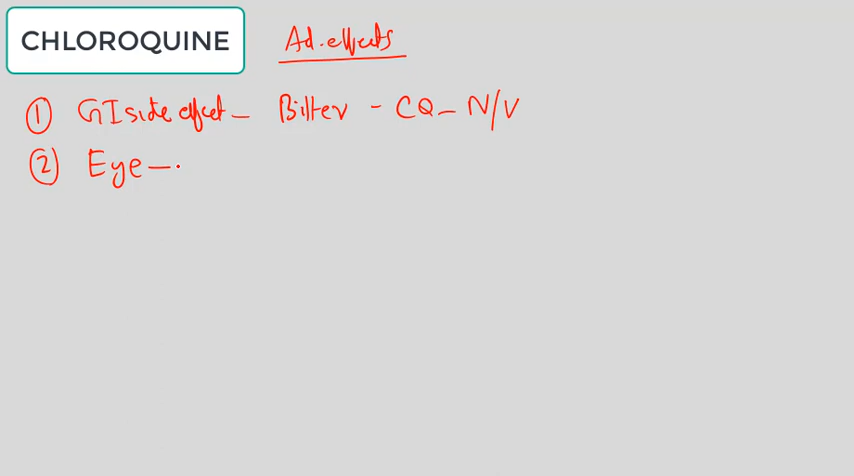 CHLOROQUINE Ad.effects
① GI side effect - Bitter - CQ - N/V
② Eye -